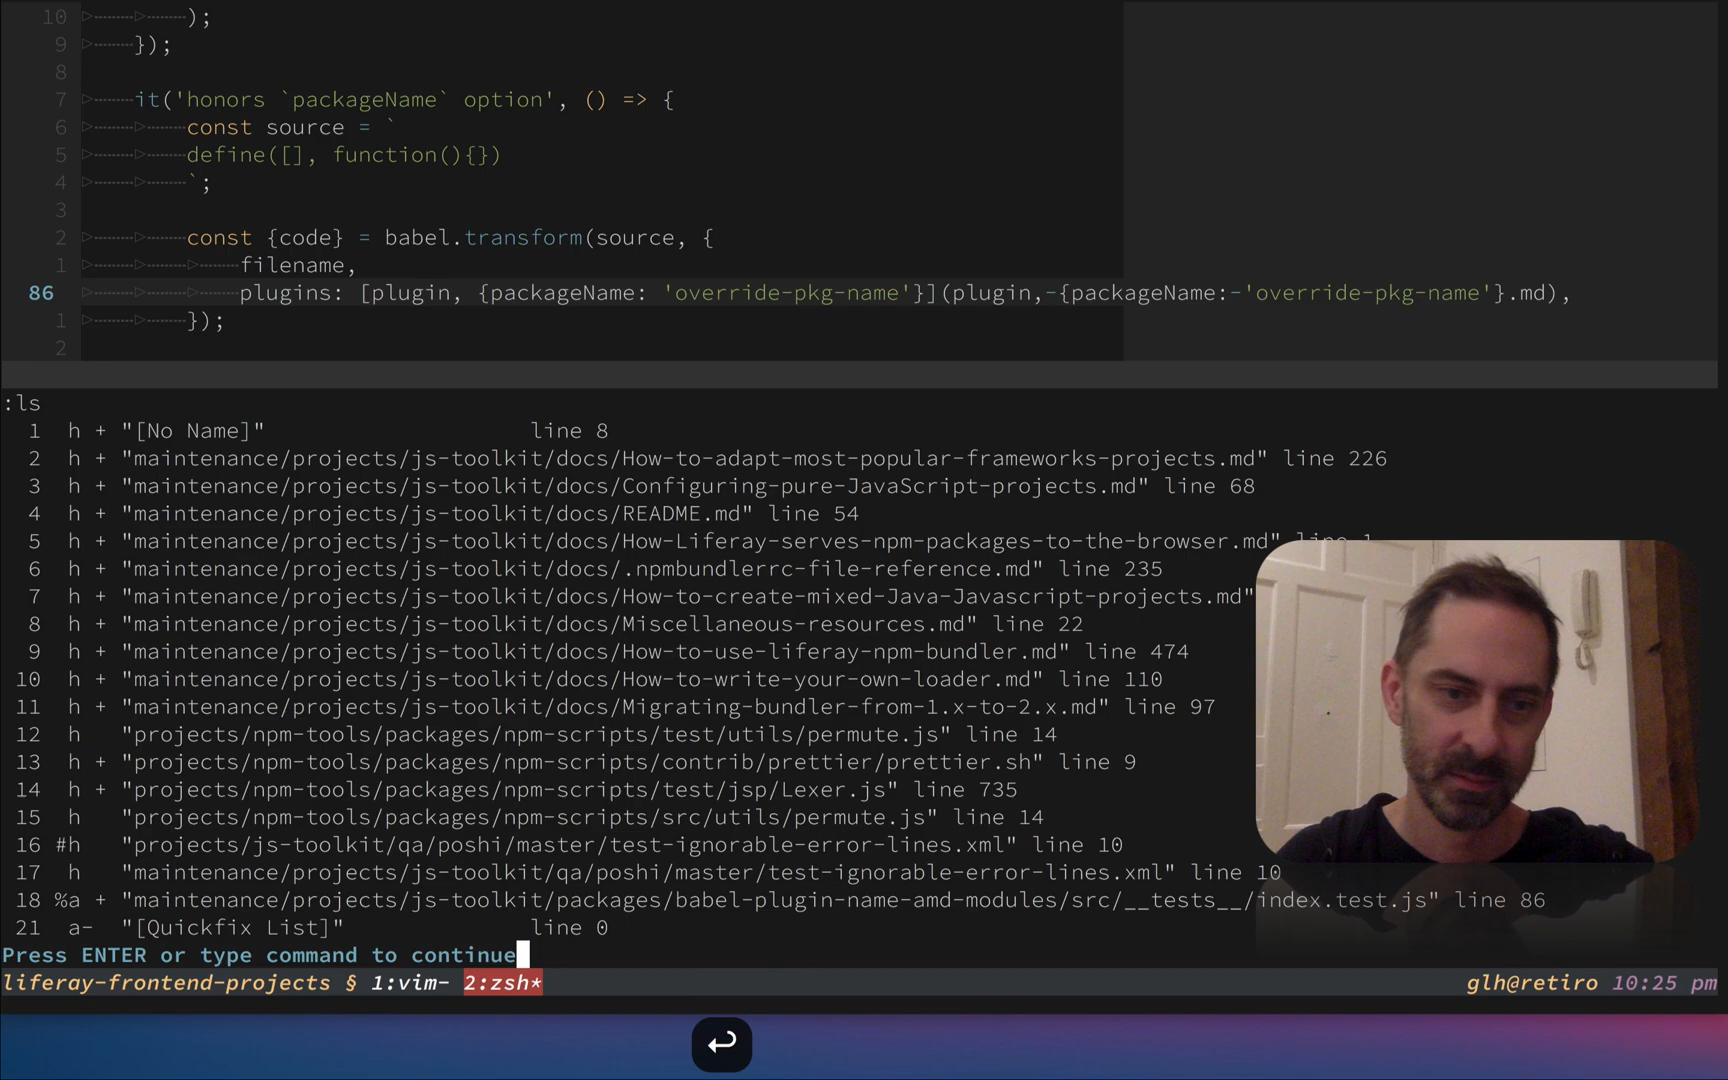 10 );
9 });
8
7 it('honors `packageName` option', () => {
6 const source = `
5 define([], function(){})
4 `;
3
2 const {code} = babel.transform(source, {
1 filename,
86 plugins: [plugin, {packageName: 'override-pkg-name'}](plugin,-{packageName:-'override-pkg-name'}.md),
1 });
2
:ls
1 h + "[No Name]" line 8
2 h + "maintenance/projects/js-toolkit/docs/How-to-adapt-most-popular-frameworks-projects.md" line 226
3 h + "maintenance/projects/js-toolkit/docs/Configuring-pure-JavaScript-projects.md" line 68
4 h + "maintenance/projects/js-toolkit/docs/README.md" line 54
5 h + "maintenance/projects/js-toolkit/docs/How-Liferay-serves-npm-packages-to-the-browser.md" line 1
6 h + "maintenance/projects/js-toolkit/docs/.npmbundlerrc-file-reference.md" line 235
7 h + "maintenance/projects/js-toolkit/docs/How-to-create-mixed-Java-Javascript-projects.md"
8 h + "maintenance/projects/js-toolkit/docs/Miscellaneous-resources.md" line 22
9 h + "maintenance/projects/js-toolkit/docs/How-to-use-liferay-npm-bundler.md" line 474
10 h + "maintenance/projects/js-toolkit/docs/How-to-write-your-own-loader.md" line 110
11 h + "maintenance/projects/js-toolkit/docs/Migrating-bundler-from-1.x-to-2.x.md" line 97
12 h "projects/npm-tools/packages/npm-scripts/test/utils/permute.js" line 14
13 h + "projects/npm-tools/packages/npm-scripts/contrib/prettier/prettier.sh" line 9
14 h + "projects/npm-tools/packages/npm-scripts/test/jsp/Lexer.js" line 735
15 h "projects/npm-tools/packages/npm-scripts/src/utils/permute.js" line 14
16 #h "projects/js-toolkit/qa/poshi/master/test-ignorable-error-lines.xml" line 10
17 h "maintenance/projects/js-toolkit/qa/poshi/master/test-ignorable-error-lines.xml" line 10
18 %a + "maintenance/projects/js-toolkit/packages/babel-plugin-name-amd-modules/src/__tests__/index.test.js" line 86
21 a- "[Quickfix List]" line 0
Press ENTER or type command to continue
liferay-frontend-projects § 1:vim- 2:zsh* glh@retiro 10:25 pm